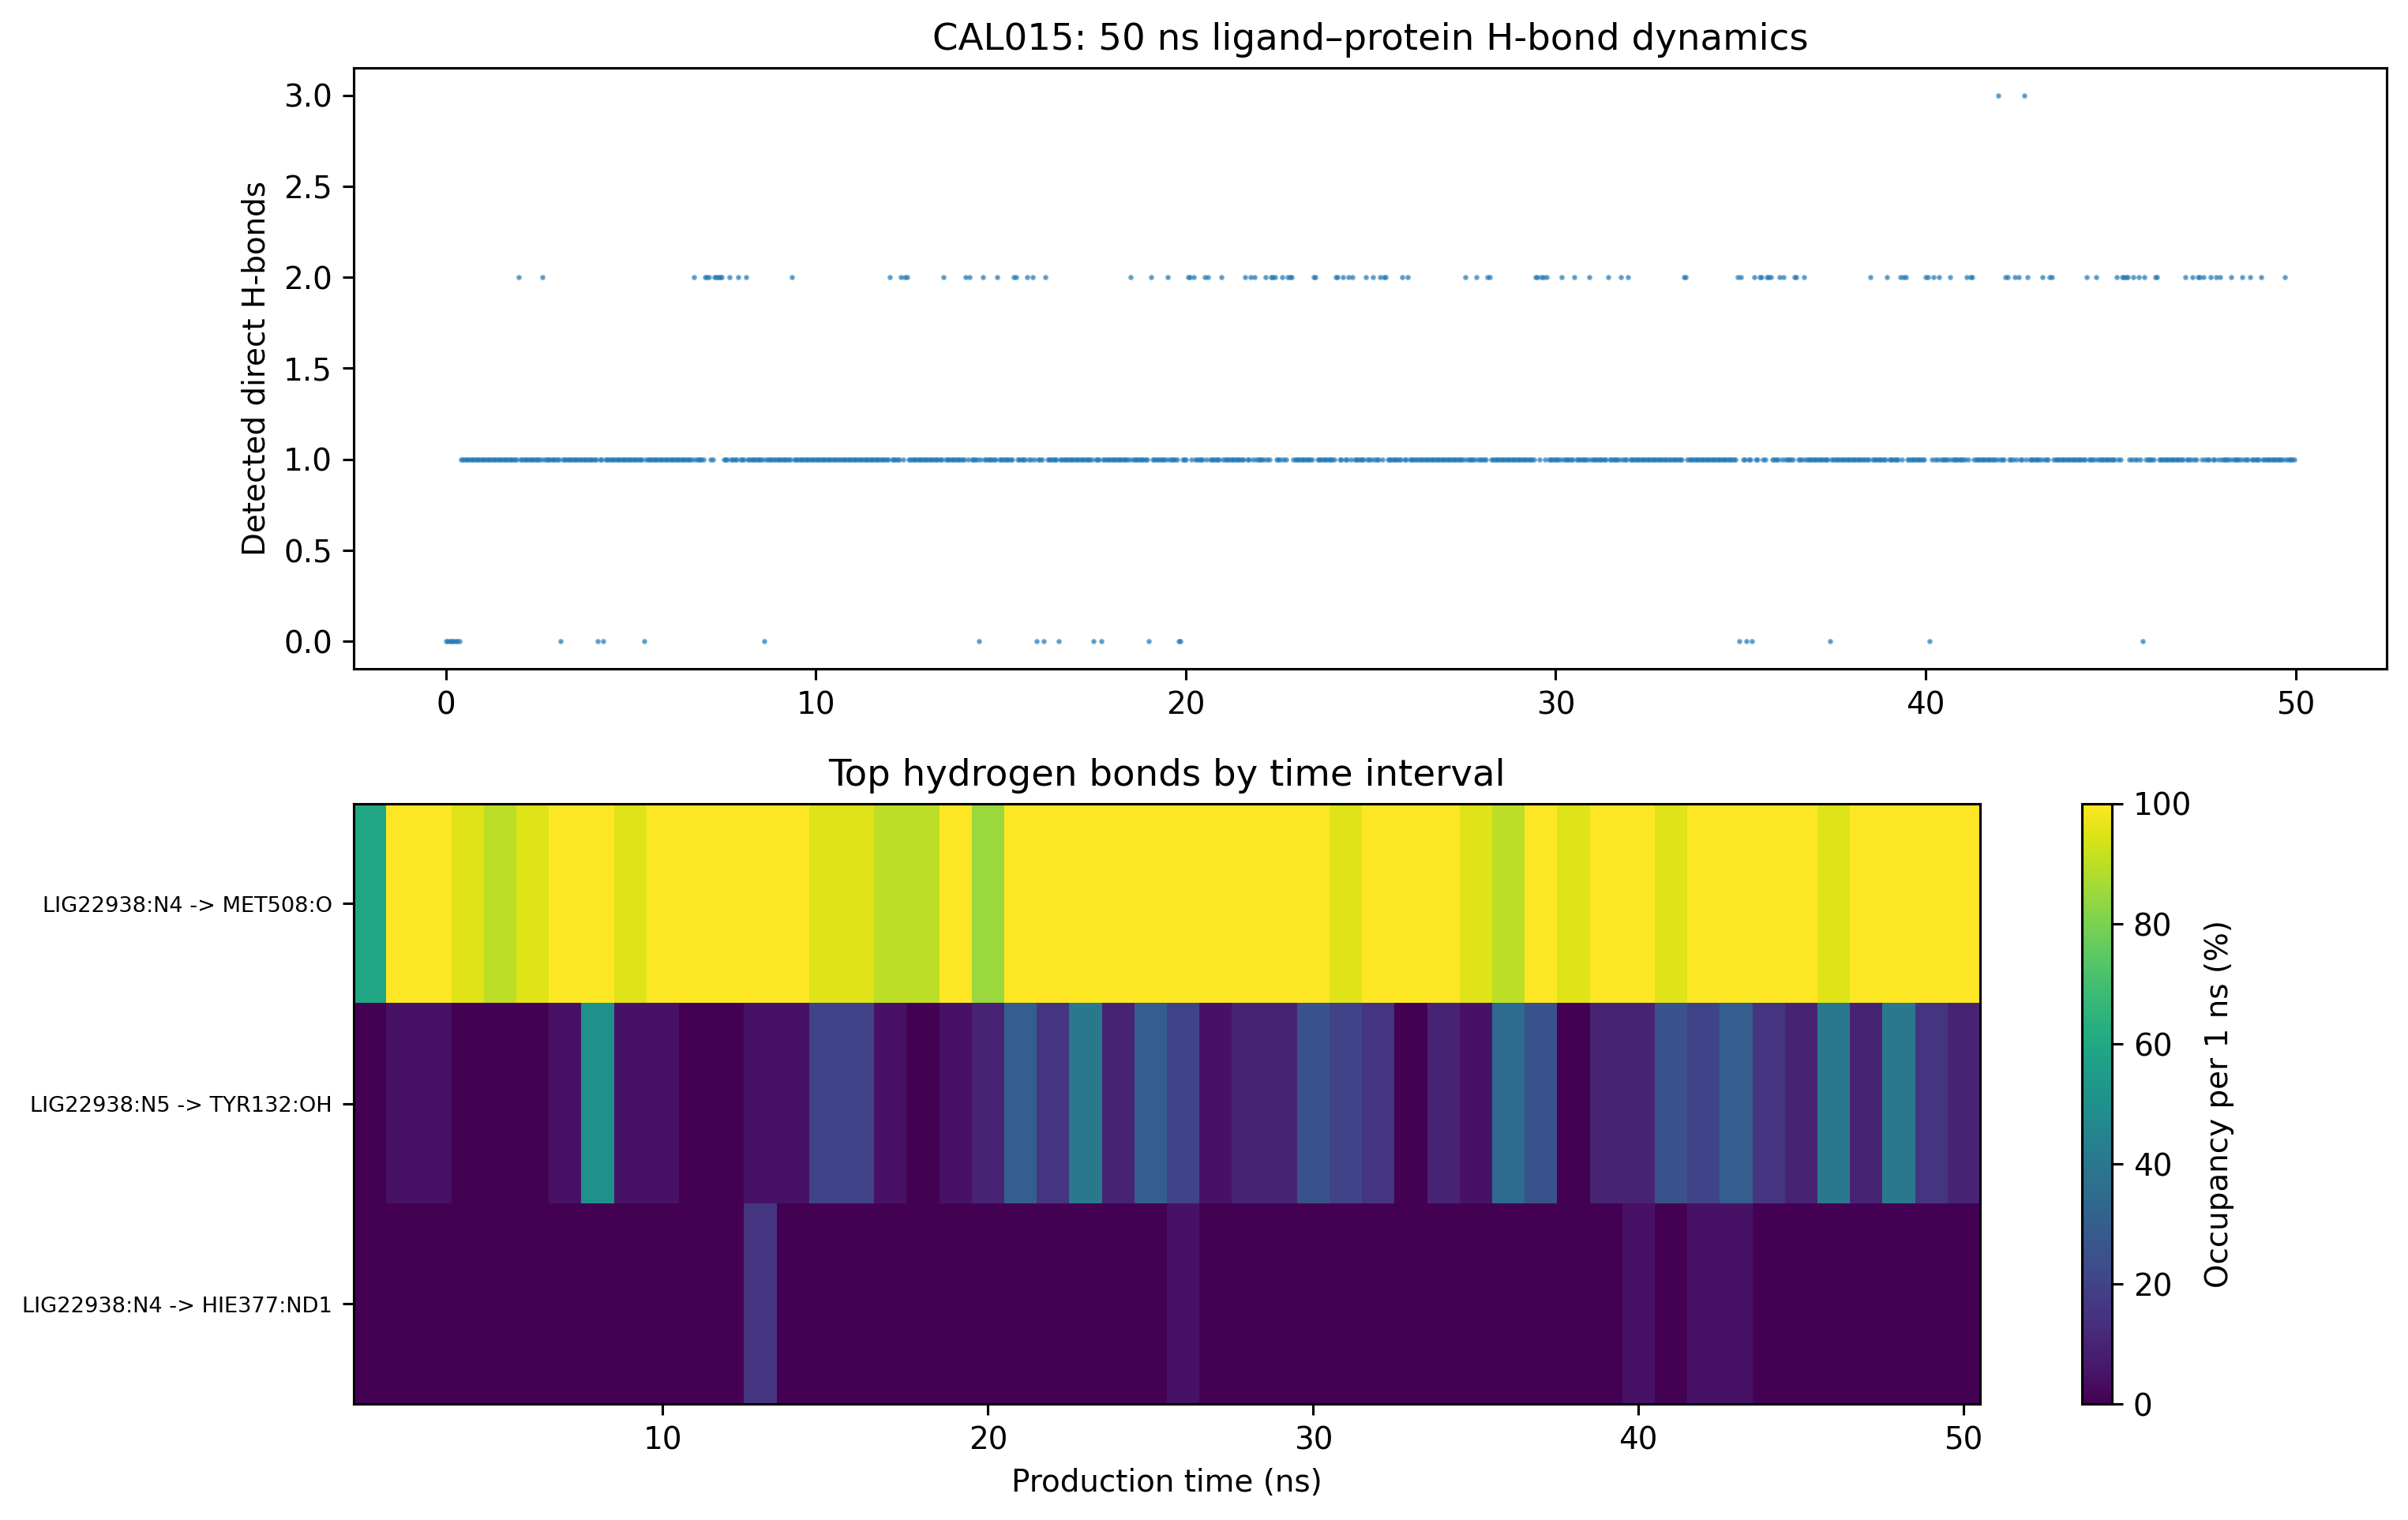 CAL015: 50 ns ligand–protein H-bond dynamics
Detected direct H-bonds
3.0
2.5
2.0
1.5
1.0
0.5
0.0
0 10 20 30 40 50
Top hydrogen bonds by time interval
LIG22938:N4 -> MET508:O
LIG22938:N5 -> TYR132:OH
LIG22938:N4 -> HIE377:ND1
10 20 30 40 50
Production time (ns)
100
80
60
40
20
0
Occupancy per 1 ns (%)